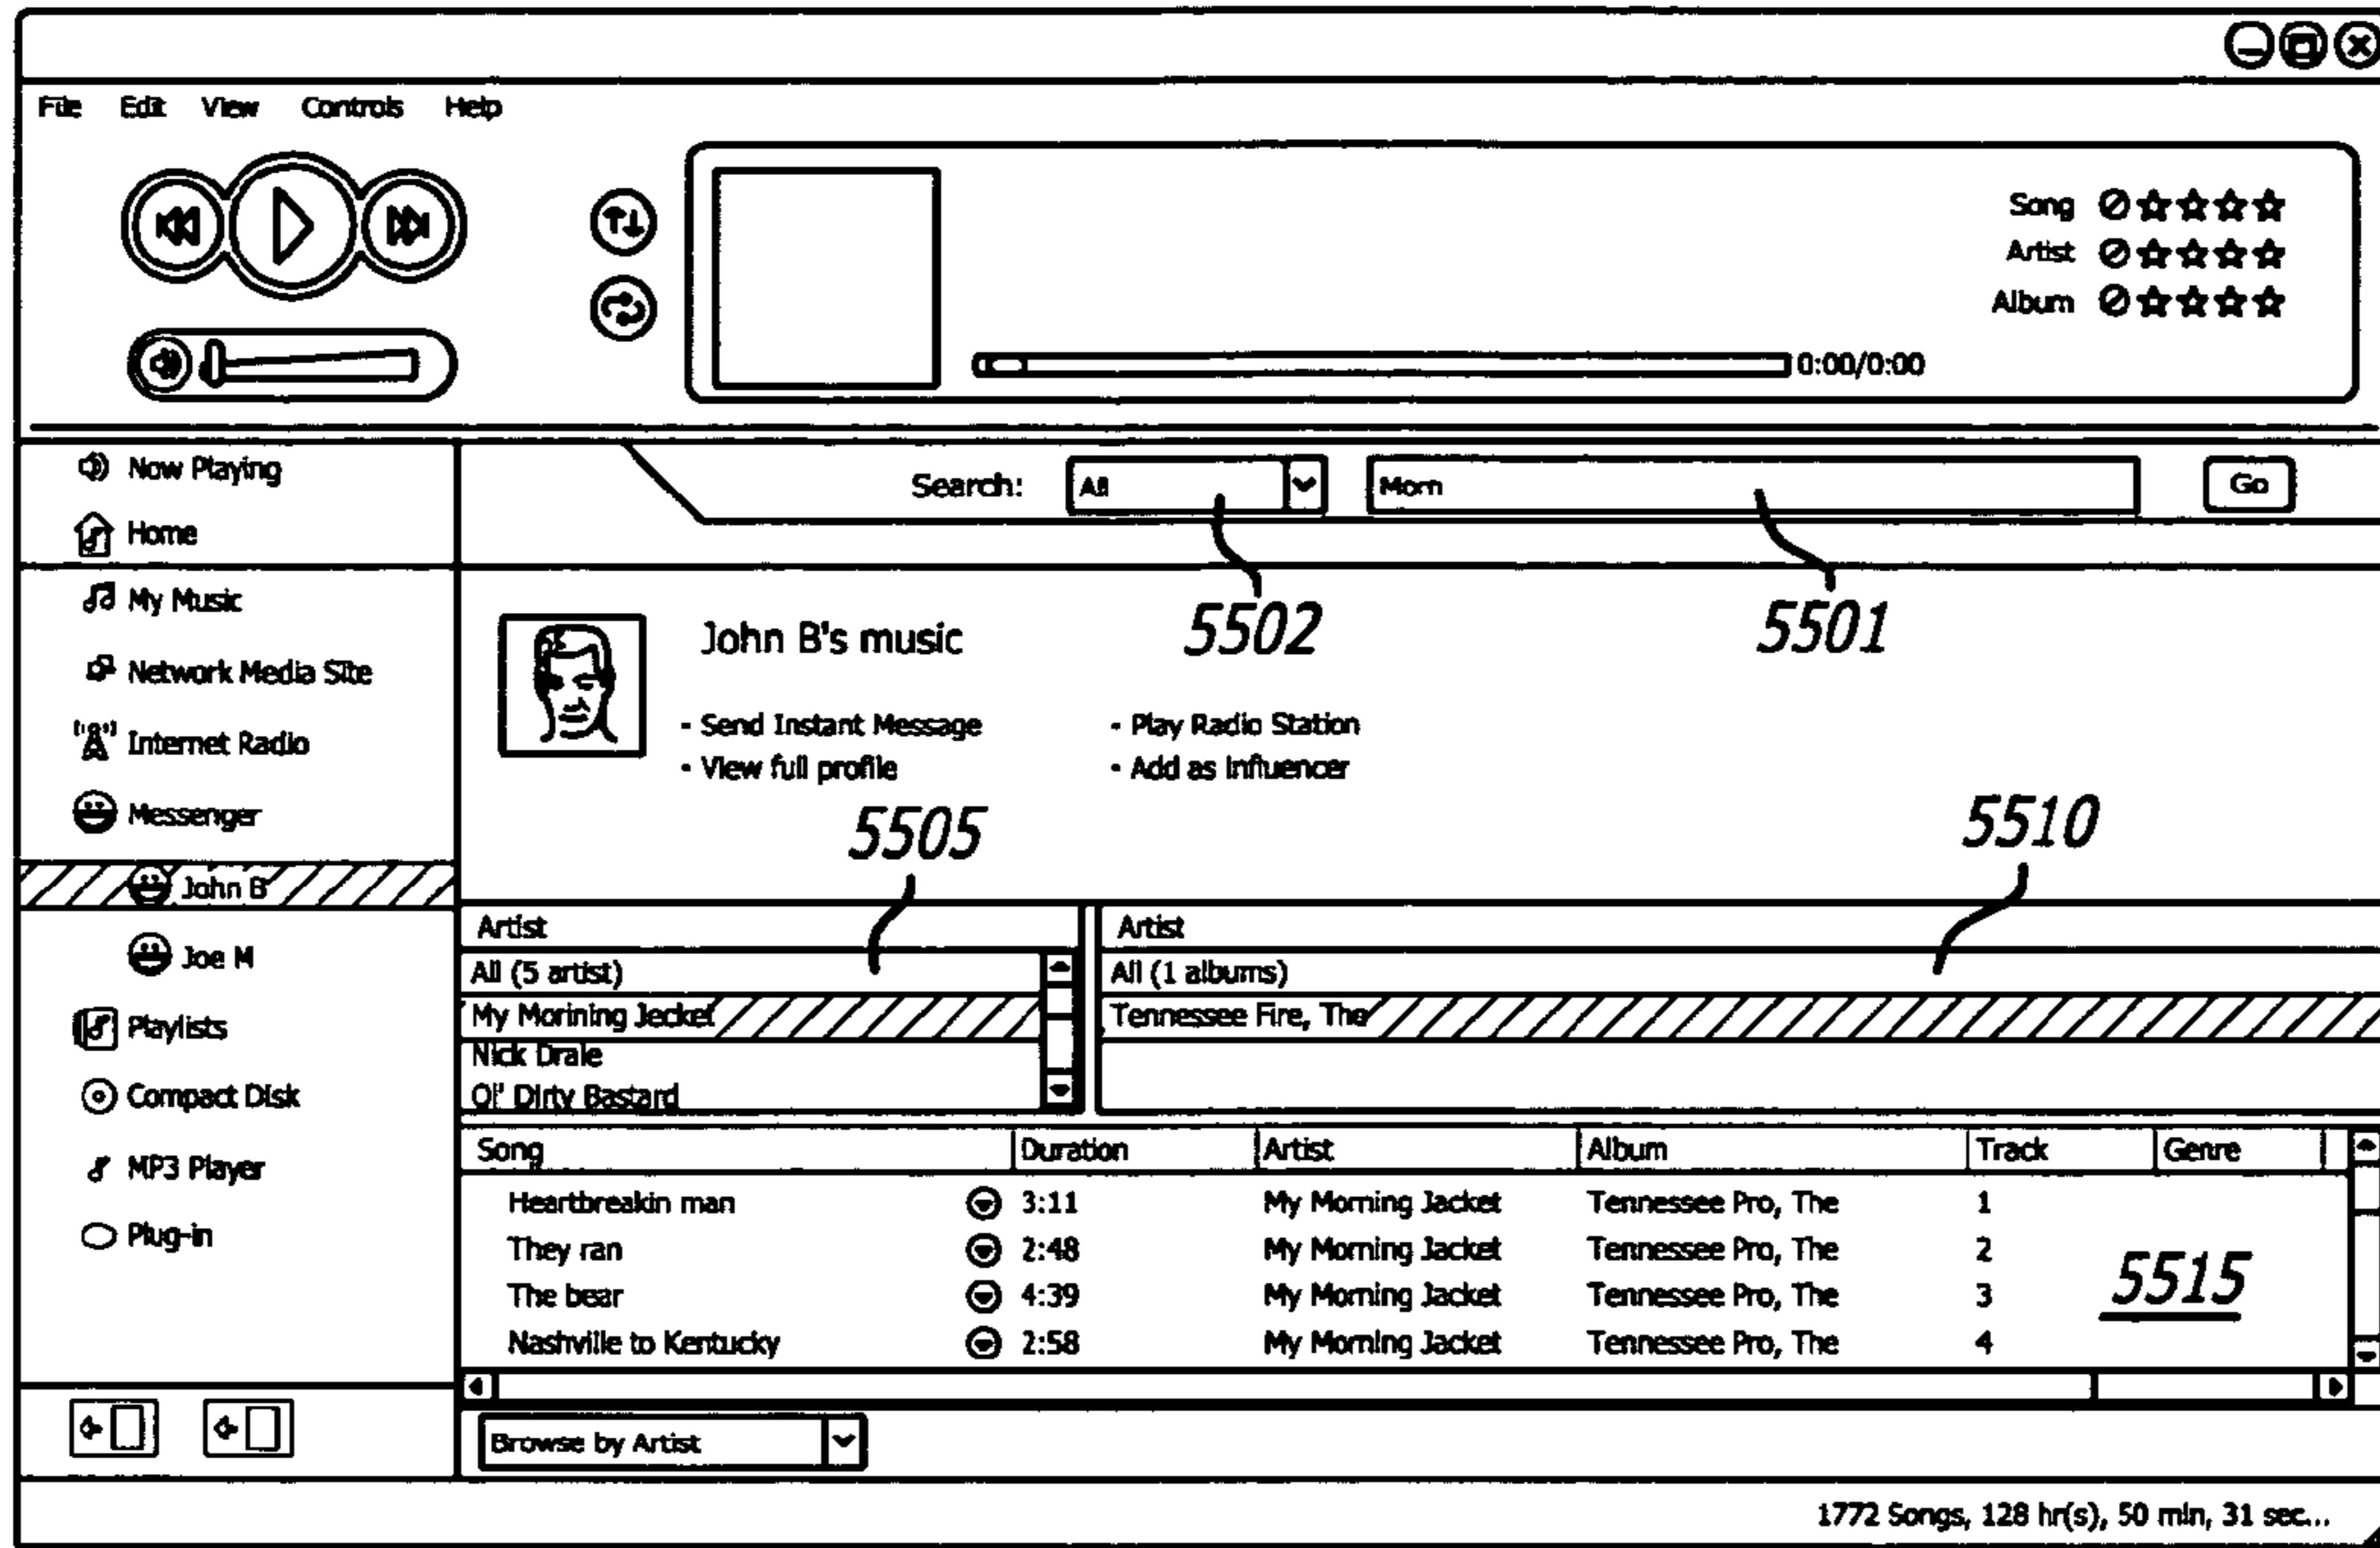 File Edit View Controls Help
Song
Artist
Album
0:00/0:00
Now Playing
Home
My Music
Network Media Site
Internet Radio
Messenger
John B
Joe M
Playlists
Compact Disk
MP3 Player
Plug-in
Search: All Morn Go
5502 5501
John B's music
- Send Instant Message - Play Radio Station
- View full profile - Add as Influencer
5505 5510
Artist Artist
All (5 artist) All (1 albums)
My Morining Jecket Tennessee Fire, The
Nick Drale
Ol' Dirty Bastard
Song Duration Artist Album Track Genre
Heartbreakin man 3:11 My Morning Jacket Tennessee Pro, The 1
They ran 2:48 My Morning Jacket Tennessee Pro, The 2
The bear 4:39 My Morning Jacket Tennessee Pro, The 3
Nashville to Kentucky 2:58 My Morning Jacket Tennessee Pro, The 4
5515
Browse by Artist
1772 Songs, 128 hr(s), 50 min, 31 sec...